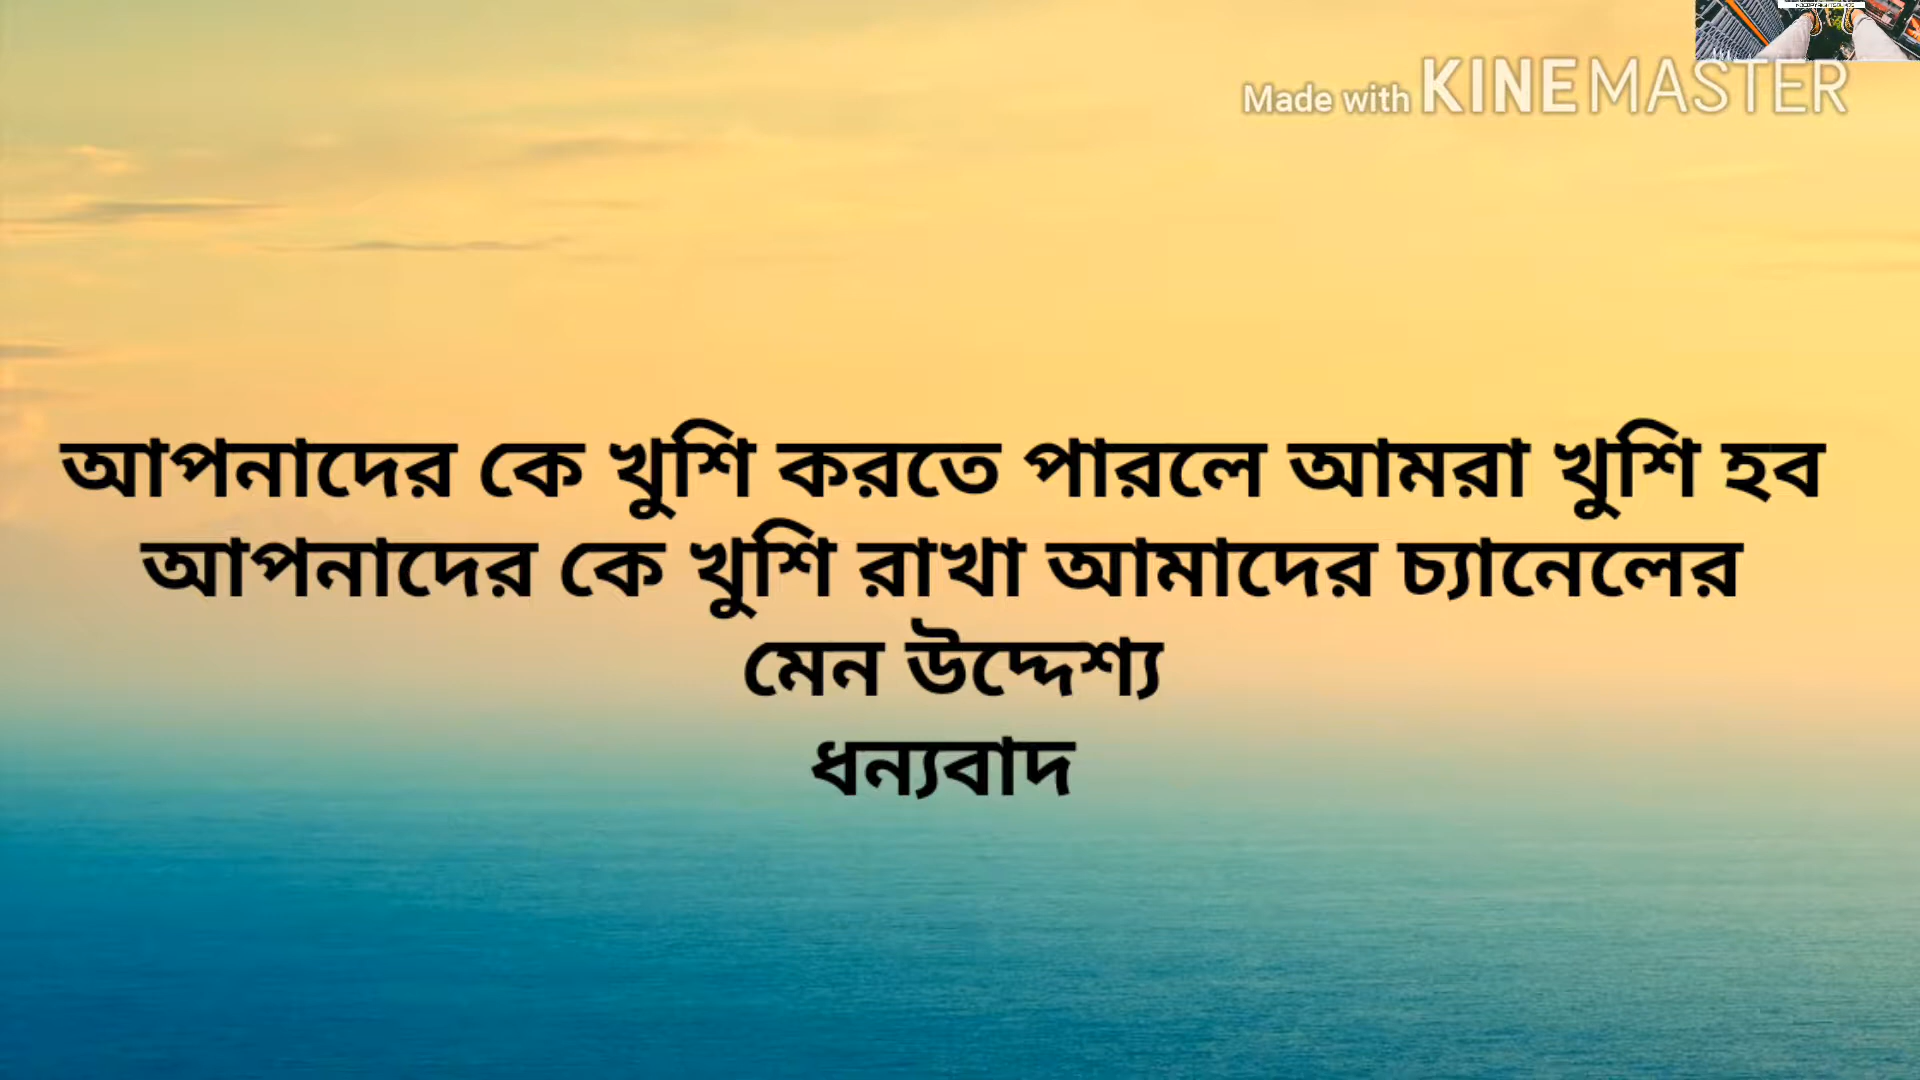 Made with KINEMASTER
আপনাদের কে খুশি করতে পারলে আমরা খুশি হব
আপনাদের কে খুশি রাখা আমাদের চ্যানেলের
মেন উদ্দেশ্য
ধন্যবাদ